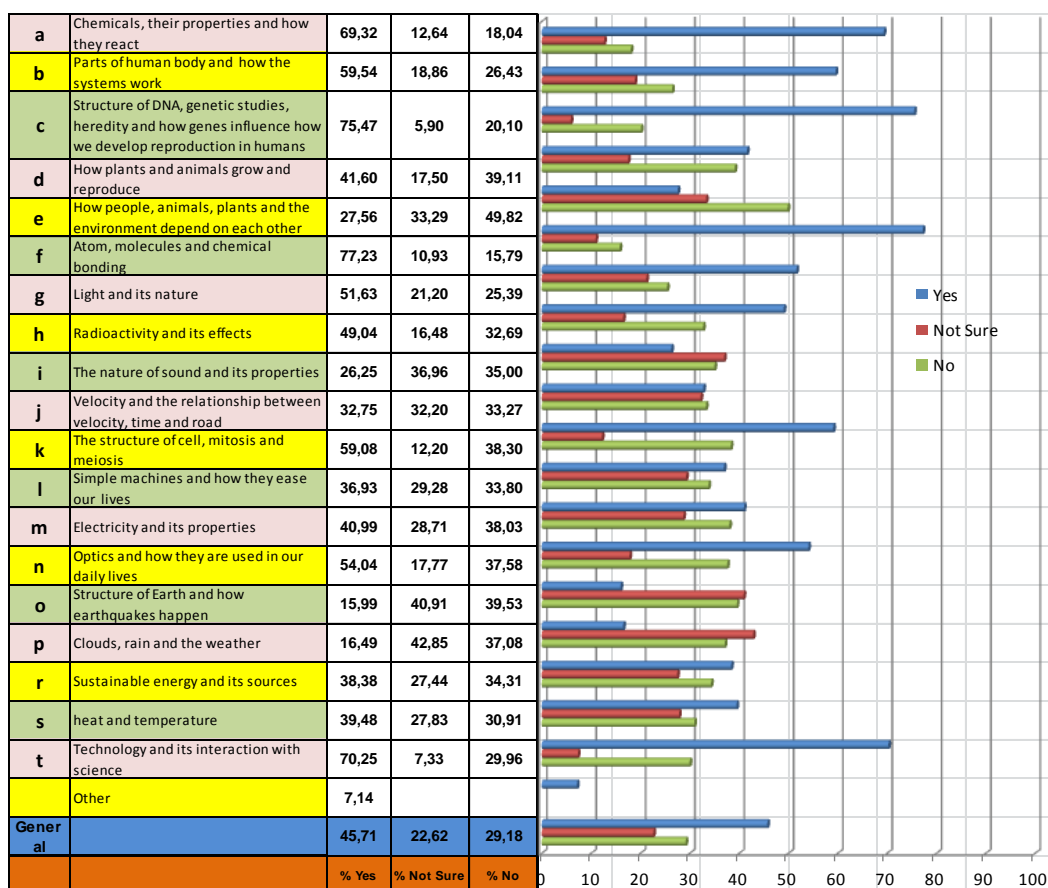 a Chemicals, their properties and how 69,32 12,64 18,04
they react
b Parts of human body and how the 59,54 18,86 26,43
systems work
c Structure of DNA, genetic studies, 75,47 5,90 20,10
heredity and how genes influence how
we develop reproduction in humans
d How plants and animals grow and 41,60 17,50 39,11
reproduce
e How people, animals, plants and the 27,56 33,29 49,82
environment depend on each other
f Atom, molecules and chemical 77,23 10,93 15,79
bonding
g Light and its nature 51,63 21,20 25,39
h Radioactivity and its effects 49,04 16,48 32,69
i The nature of sound and its properties 26,25 36,96 35,00
j Velocity and the relationship between 32,75 32,20 33,27
velocity, time and road
k The structure of cell, mitosis and 59,08 12,20 38,30
meiosis
l Simple machines and how they ease 36,93 29,28 33,80
our lives
m Electricity and its properties 40,99 28,71 38,03
n Optics and how they are used in our 54,04 17,77 37,58
daily lives
o Structure of Earth and how 15,99 40,91 39,53
earthquakes happen
p Clouds, rain and the weather 16,49 42,85 37,08
r Sustainable energy and its sources 38,38 27,44 34,31
s heat and temperature 39,48 27,83 30,91
t Technology and its interaction with 70,25 7,33 29,96
science
Other 7,14
Gener 45,71 22,62 29,18
al
% Yes % Not Sure % No
Yes
Not Sure
No
0 10 20 30 40 50 60 70 80 90 100